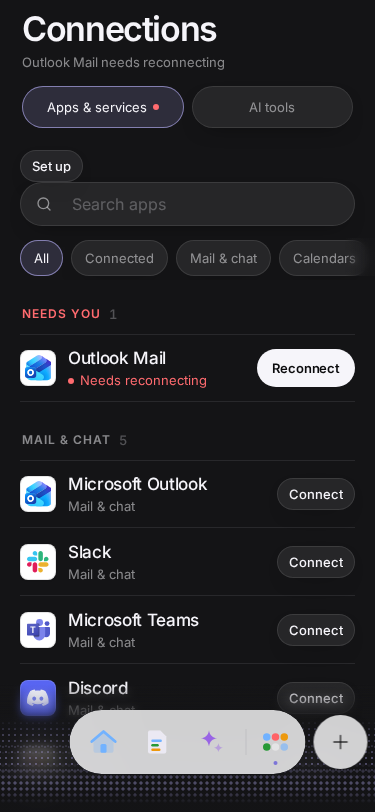 Connections
Outlook Mail needs reconnecting
Apps & services
AI tools
Set up
Search apps
All
Connected
Mail & chat
Calendars
NEEDS YOU 1
Outlook Mail
Needs reconnecting
Reconnect
MAIL & CHAT 5
Microsoft Outlook
Mail & chat
Connect
Slack
Mail & chat
Connect
Microsoft Teams
Mail & chat
Connect
Discord
Mail & chat
Connect